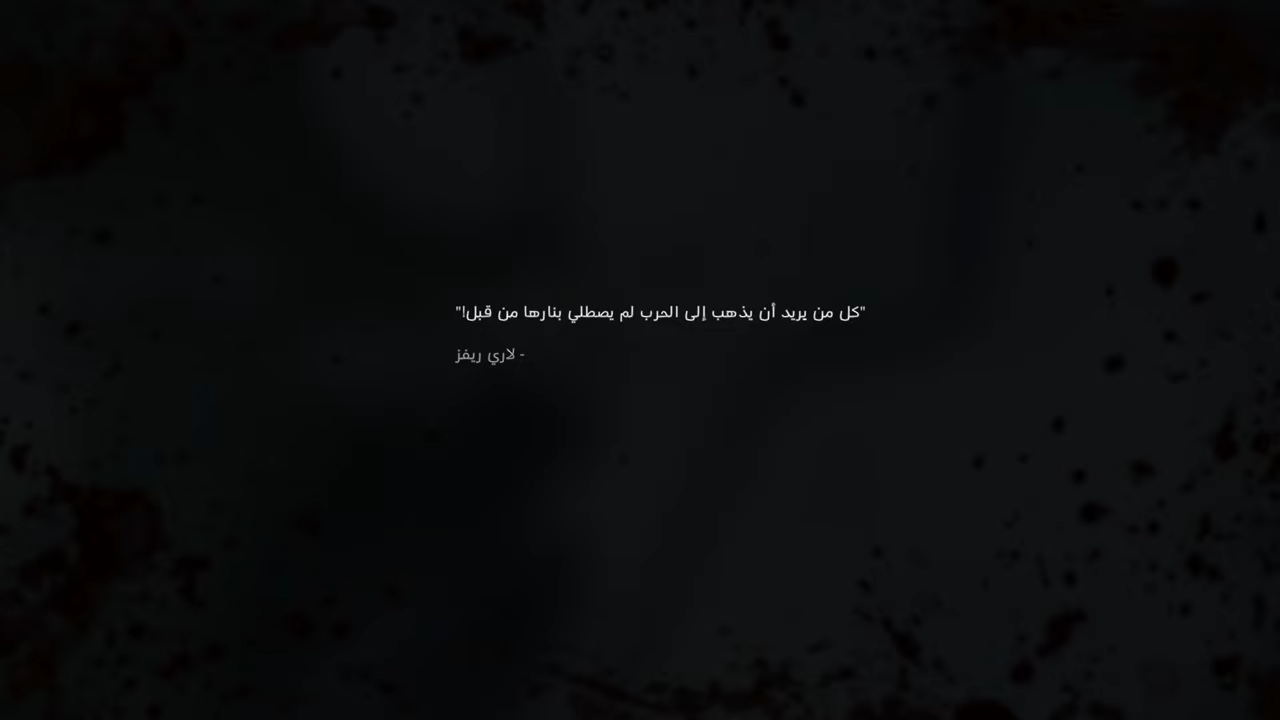 "كل من يريد أن يذهب إلى الحرب لم يصطلي بنارها من قبل!"
- لاري ريفز